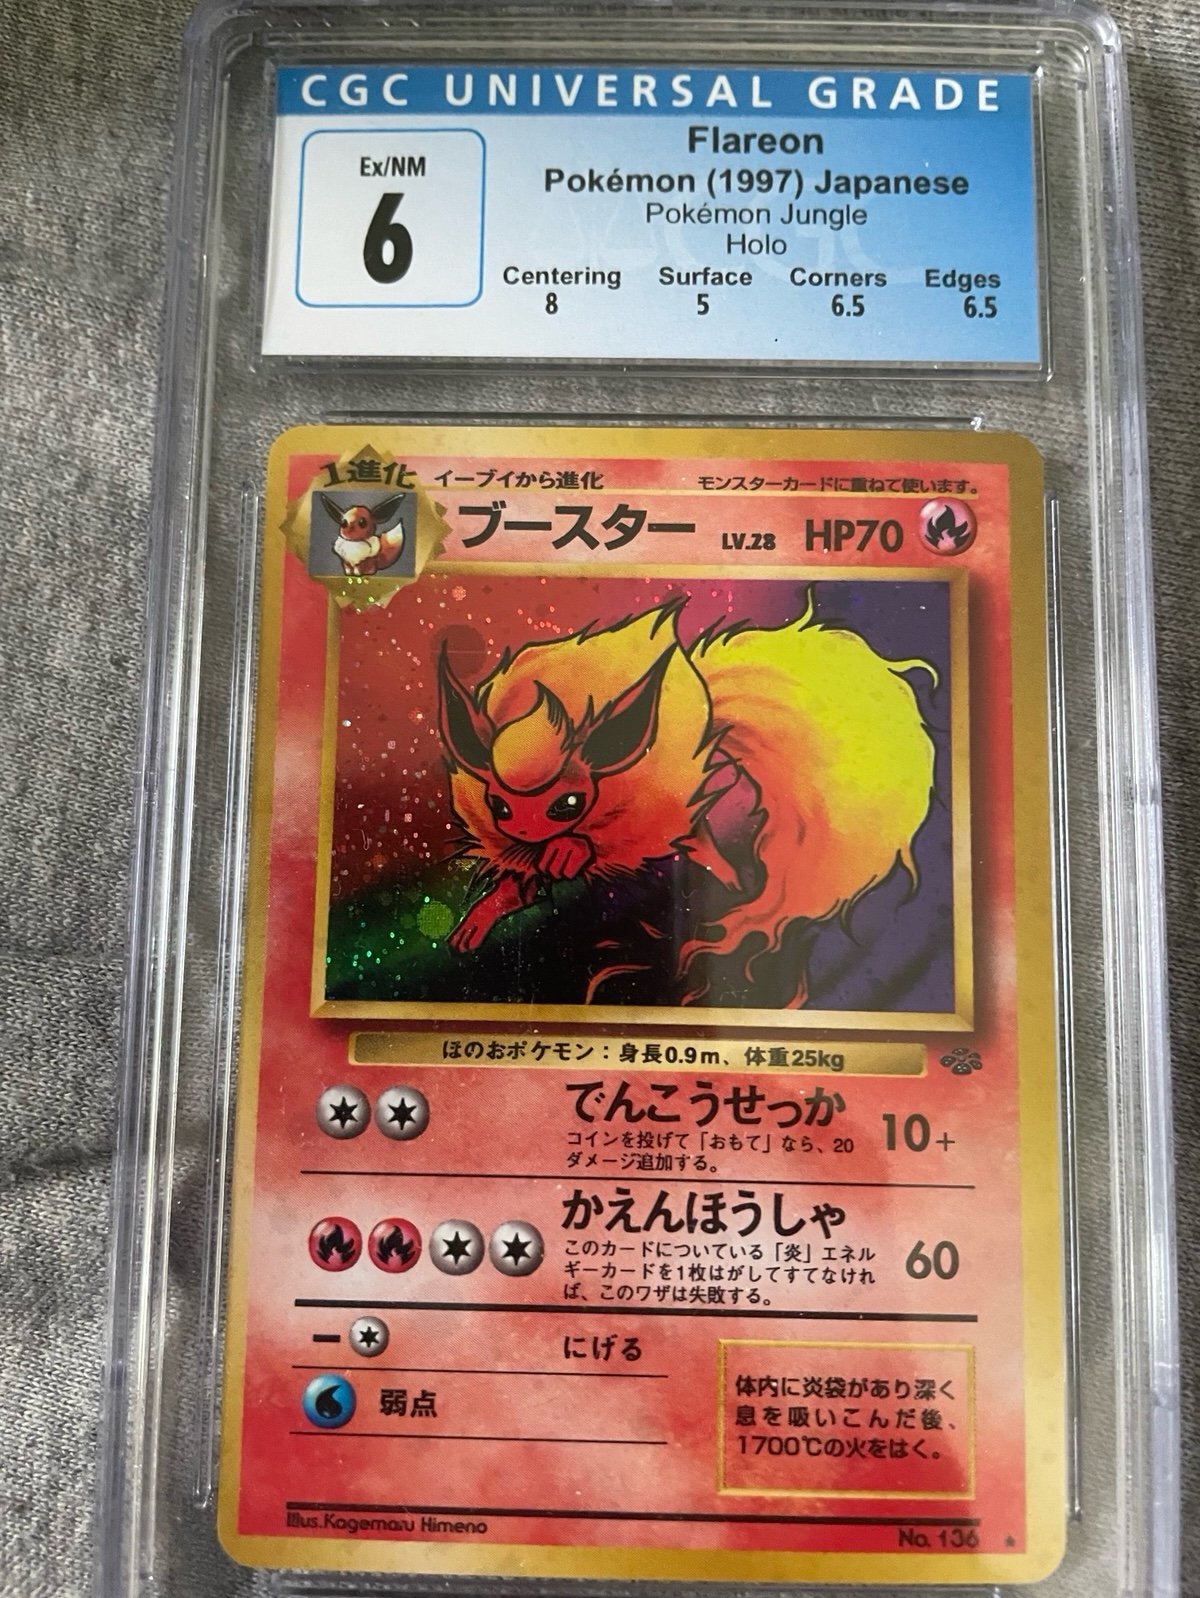 CGC UNIVERSAL GRADE
Ex/NM
6
Flareon
Pokémon (1997) Japanese
Pokémon Jungle
Holo
Centering Surface Corners Edges
8 5 6.5 6.5
1進化 イーブイから進化 モンスターカードに重ねて使います。
ブースター LV.28 HP70
ほのおポケモン：身長0.9m、体重25kg
でんこうせっか 10+
コインを投げて「おもて」なら、20
ダメージ追加する。
かえんほうしゃ 60
このカードについている「炎」エネル
ギーカードを1枚はがしてすてなけれ
ば、このワザは失敗する。
にげる
弱点
体内に炎袋があり深く
息を吸いこんだ後、
1700℃の火をはく。
Illus.Kagemaru Himeno No. 136 ★